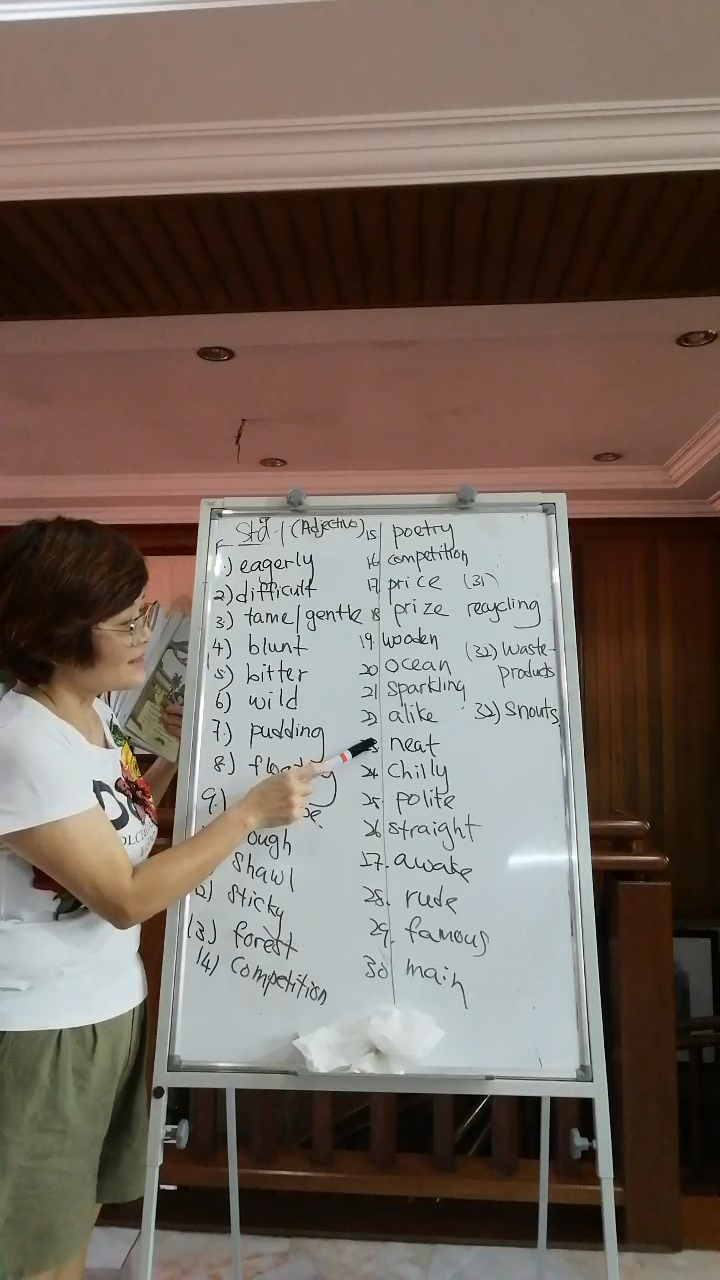 Std 1 (Adjective)
1) eagerly
2) difficult
3) tame/gentle
4) blunt
5) bitter
6) wild
7.) pudding
8)
9.)
ough
shawl
2) sticky
13) forest
14) competition
15 poetry
16 competition
17 price
18 prize
19. wooden
20 ocean
21 sparkling
alike
3 neat
24. chilly
25. polite
26 straight
27. awake
28. rude
29. famous
30 main
(31)
recycling
(32) waste-
products
32) snouts